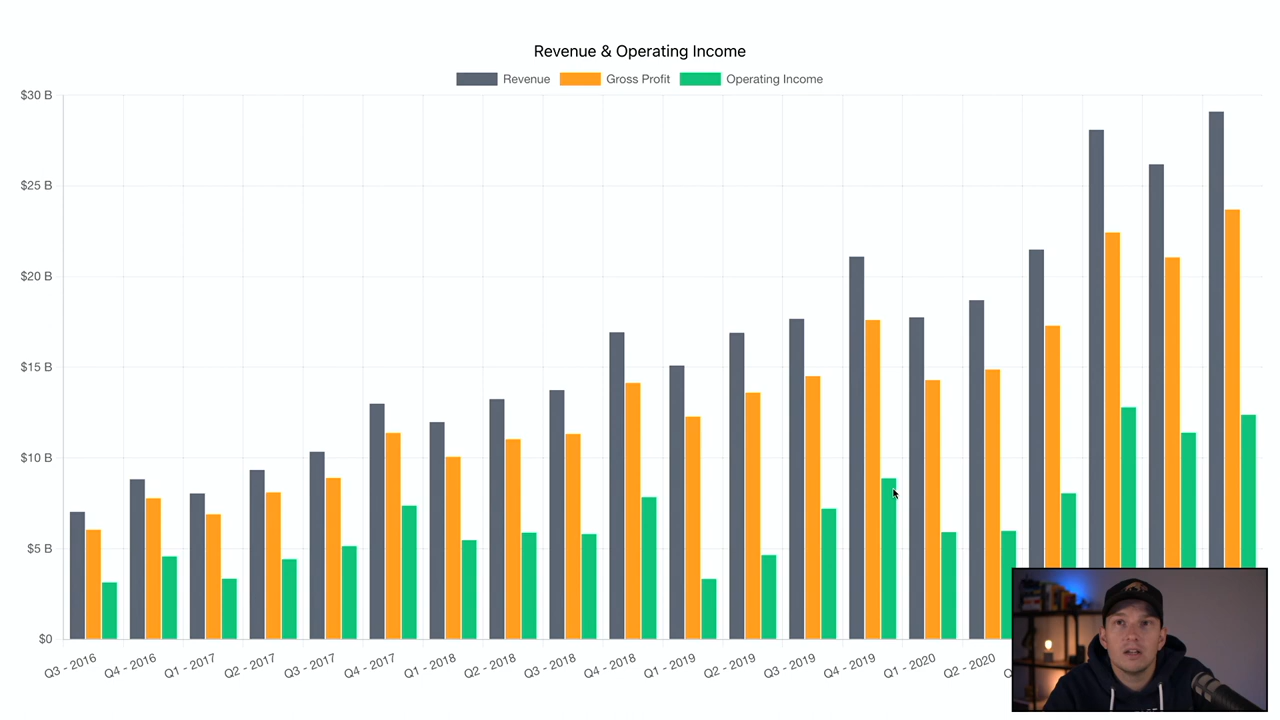 Revenue & Operating Income
Revenue Gross Profit Operating Income
$30 B
$25 B
$20 B
$15 B
$10 B
$5 B
$0
Q3 - 2016 Q4 - 2016 Q1 - 2017 Q2 - 2017 Q3 - 2017 Q4 - 2017 Q1 - 2018 Q2 - 2018 Q3 - 2018 Q4 - 2018 Q1 - 2019 Q2 - 2019 Q3 - 2019 Q4 - 2019 Q1 - 2020 Q2 - 2020